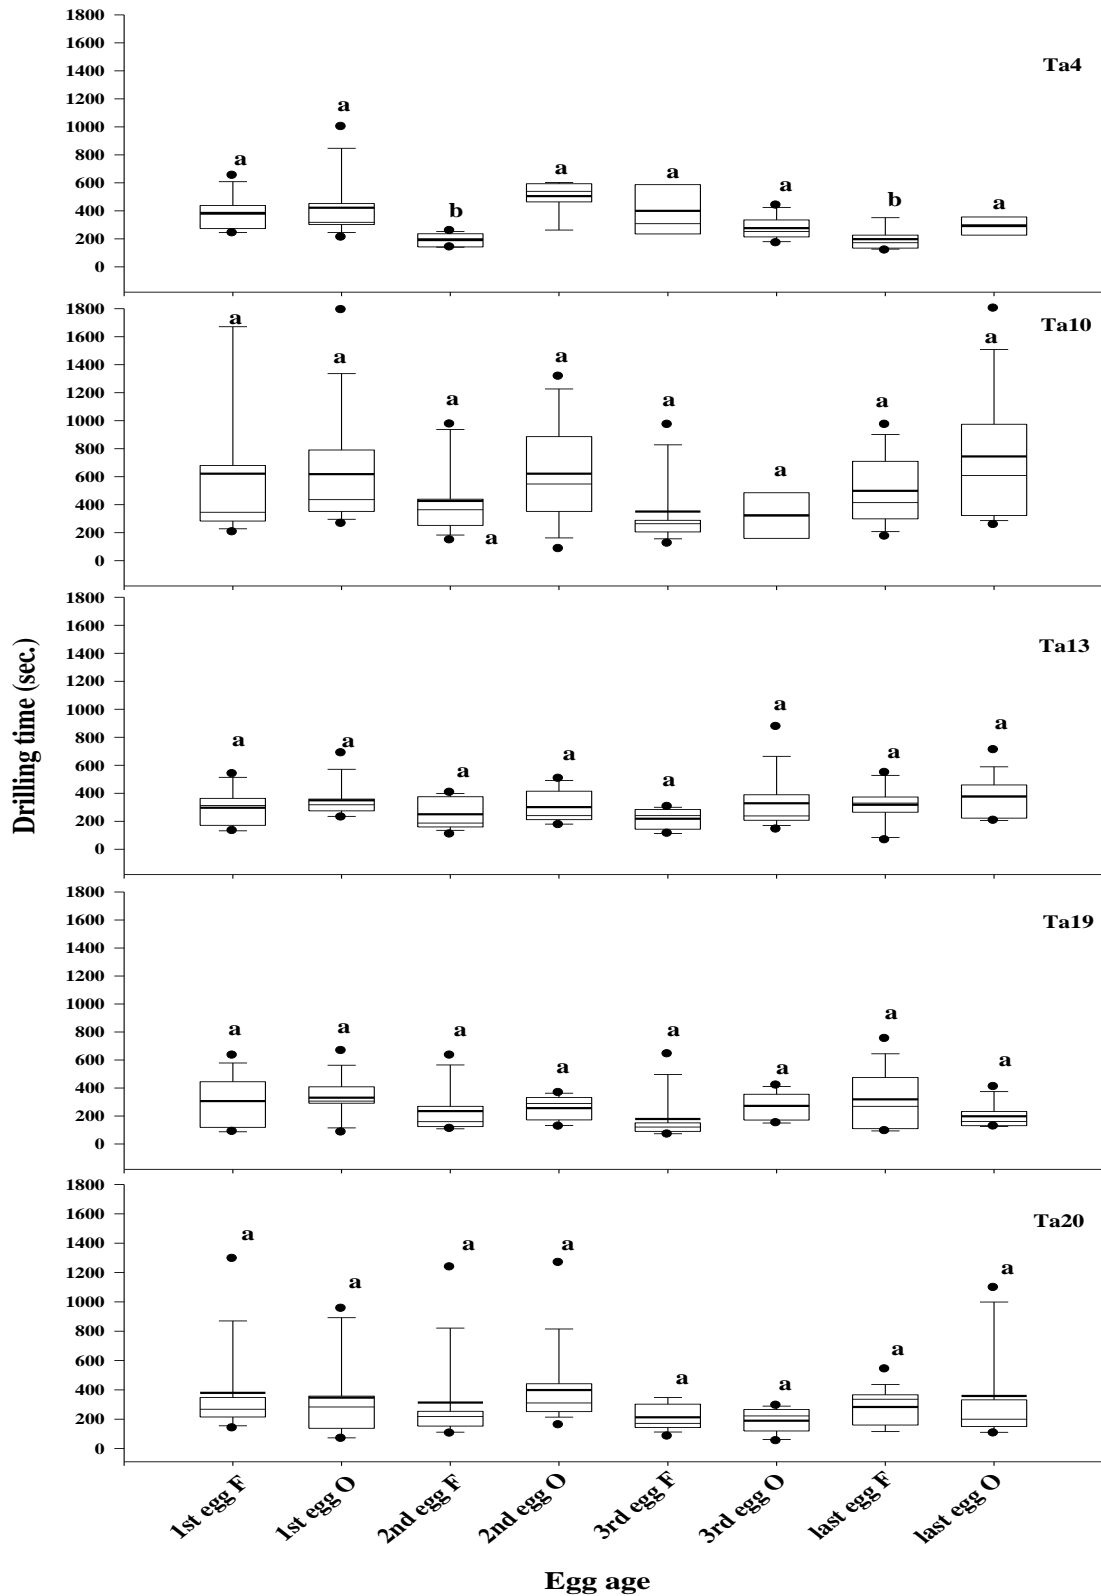 1800
1600
1400
1200
1000
800
600
400
200
0
Ta4
a
a
b
a
a
a
b
a
1800
1600
1400
1200
1000
800
600
400
200
0
Ta10
a
a
a
a
a
a
a
a
a
1800
1600
1400
1200
1000
800
600
400
200
0
Ta13
a
a
a
a
a
a
a
a
1800
1600
1400
1200
1000
800
600
400
200
0
Ta19
a
a
a
a
a
a
a
a
1800
1600
1400
1200
1000
800
600
400
200
0
Ta20
a
a
a
a
a
a
a
a
Drilling time (sec.)
1st egg F
1st egg O
2nd egg F
2nd egg O
3rd egg F
3rd egg O
last egg F
last egg O
Egg age